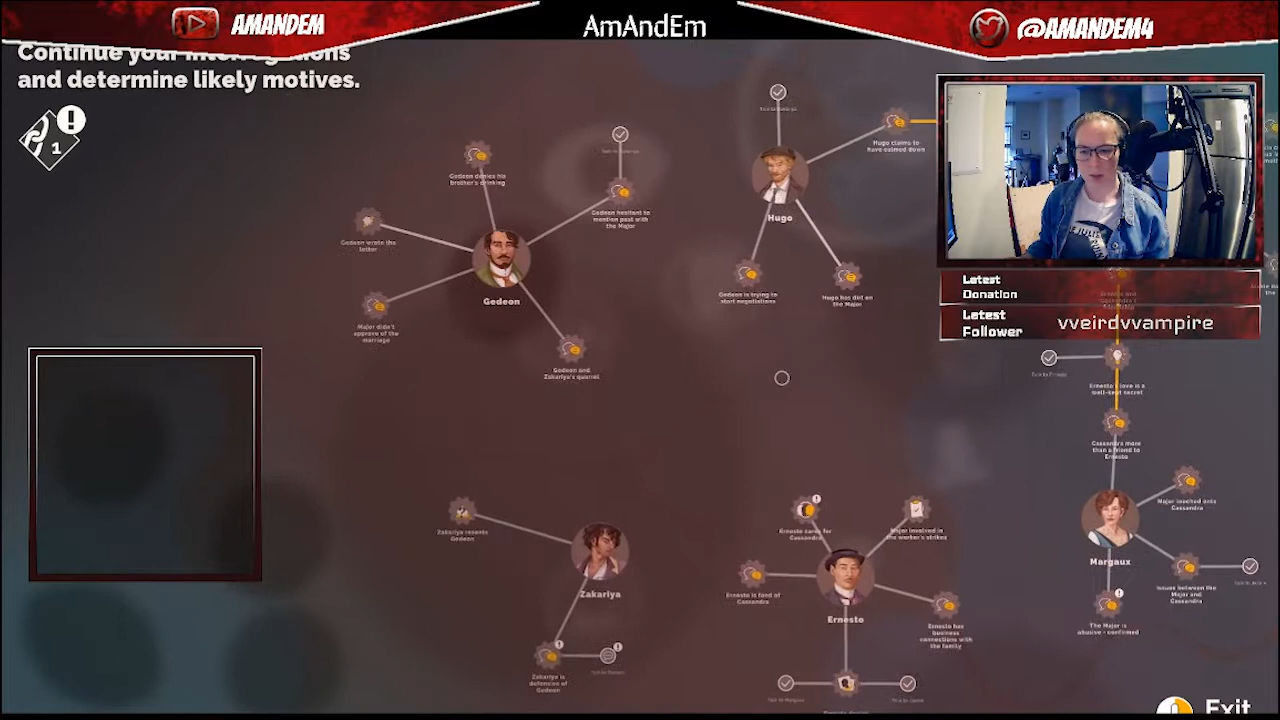 AMANDEM
AmAndEm
@AMANDEM4
Continue your
and determine likely motives.
1
Hugo claims to
have calmed down
Gedeon denies his
brother's drinking
Gedeon hesitant to
mention past with
the Major
Gedeon wrote the
letter
Hugo
Gedeon
Gedeon is trying to
start negotiations
Hugo has dirt on
the Major
Latest
Donation
Latest
Follower
vveirdvvampire
Major didn't
approve of the
marriage
Gedeon and
Zakariya's quarrel
Ernesto's love is a
well-kept secret
Cassandra more
than a friend to
Ernesto
Major leeched onto
Cassandra
Zakariya resents
Gedeon
Ernesto cares for
Cassandra
Major involved in
the worker's strikes
Margaux
Issues between the
Major and
Cassandra
Zakariya
Ernesto is fond of
Cassandra
Ernesto
Ernesto has
business
connections with
the family
The Major is
abusive - confirmed
Zakariya is
defensive of
Gedeon
Exit